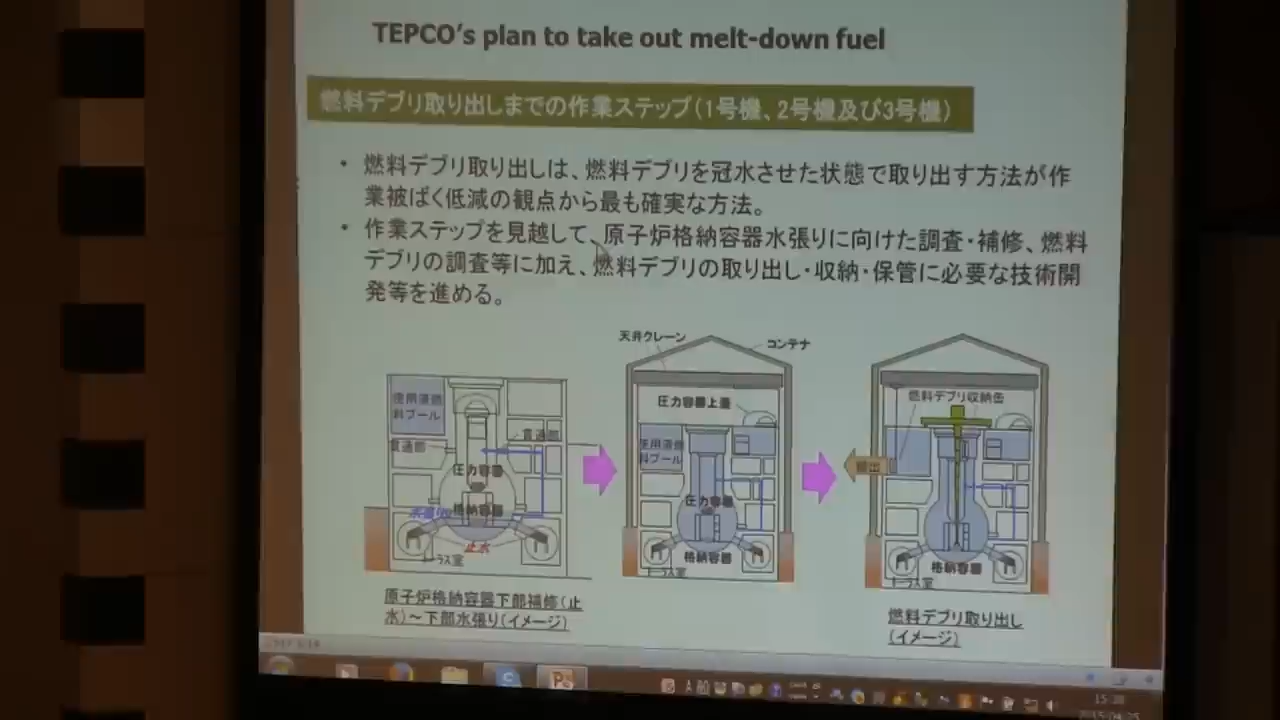 TEPCO's plan to take out melt-down fuel
燃料デブリ取り出しまでの作業ステップ(1号機、2号機及び3号機)
• 燃料デブリ取り出しは、燃料デブリを冠水させた状態で取り出す方法が作
業被ばく低減の観点から最も確実な方法。
• 作業ステップを見越して、原子炉格納容器水張りに向けた調査・補修、燃料
デブリの調査等に加え、燃料デブリの取り出し・収納・保管に必要な技術開
発等を進める。
使用済燃
料プール
貫通部
貫通部
圧力容器
格納容器
止水
トーラス室
原子炉格納容器下部補修(止
水)~下部水張り(イメージ)
天井クレーン
コンテナ
圧力容器上蓋
使用済燃
料プール
圧力容器
格納容器
トーラス室
燃料デブリ収納缶
搬出
格納容器
トーラス室
燃料デブリ取り出し
(イメージ)
15:38